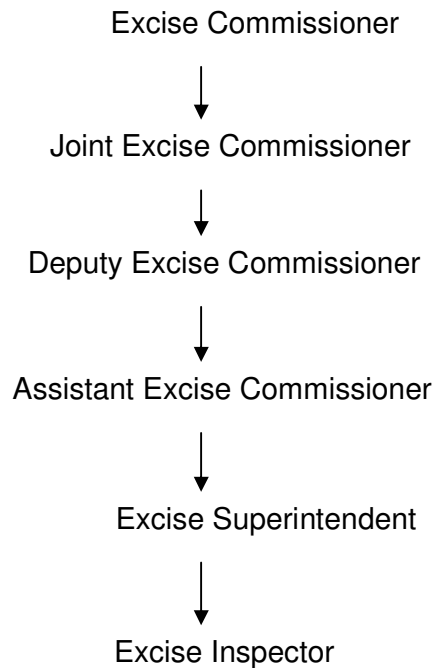 Excise Commissioner
Joint Excise Commissioner
Deputy Excise Commissioner
Assistant Excise Commissioner
Excise Superintendent
Excise Inspector